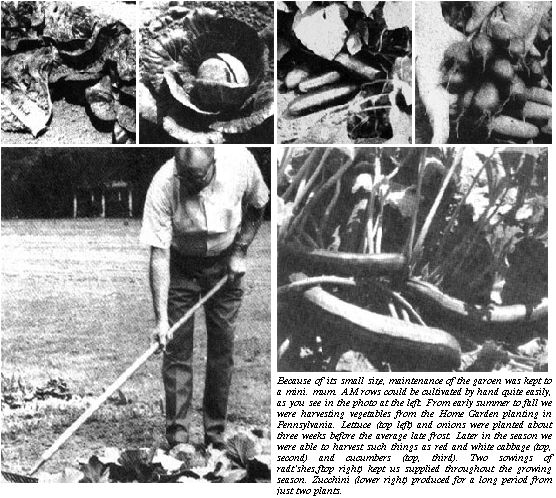 Because of its small size, maintenance of the garoen was kept to
a mini. mum. AM rows could be cultivated by hand quite easily,
as you see in the photo at the left. From early summer to fall we
were harvesting vegetables from the Home Garden planting in
Pennsylvania. Lettuce (top left) and onions were planted about
three weeks before the average late frost. Later in the season we
were able to harvest such things as red and white cabbage (top,
second) and cucumbers (top, third). Two sowings of
radt'shes,ftop right) kept us supplied throughout the growing
season. Zucchini (lower right) produced for a long period from
just two plants.